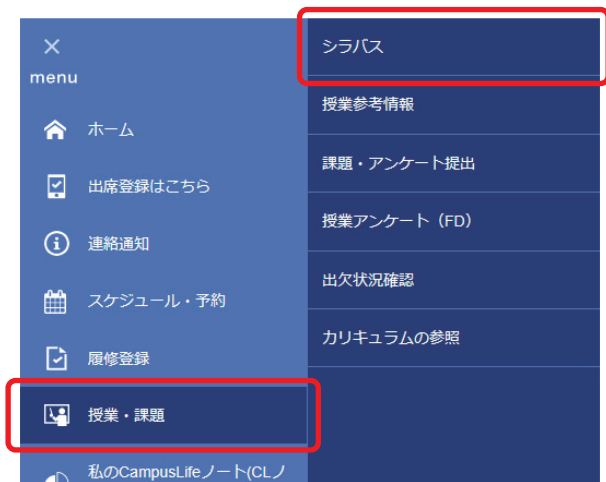 menu
ホーム
出席登録はこちら
連絡通知
スケジュール・予約
履修登録
授業・課題
私のCampusLifeノート(CLノ
シラバス
授業参考情報
課題・アンケート提出
授業アンケート（FD）
出欠状況確認
カリキュラムの参照